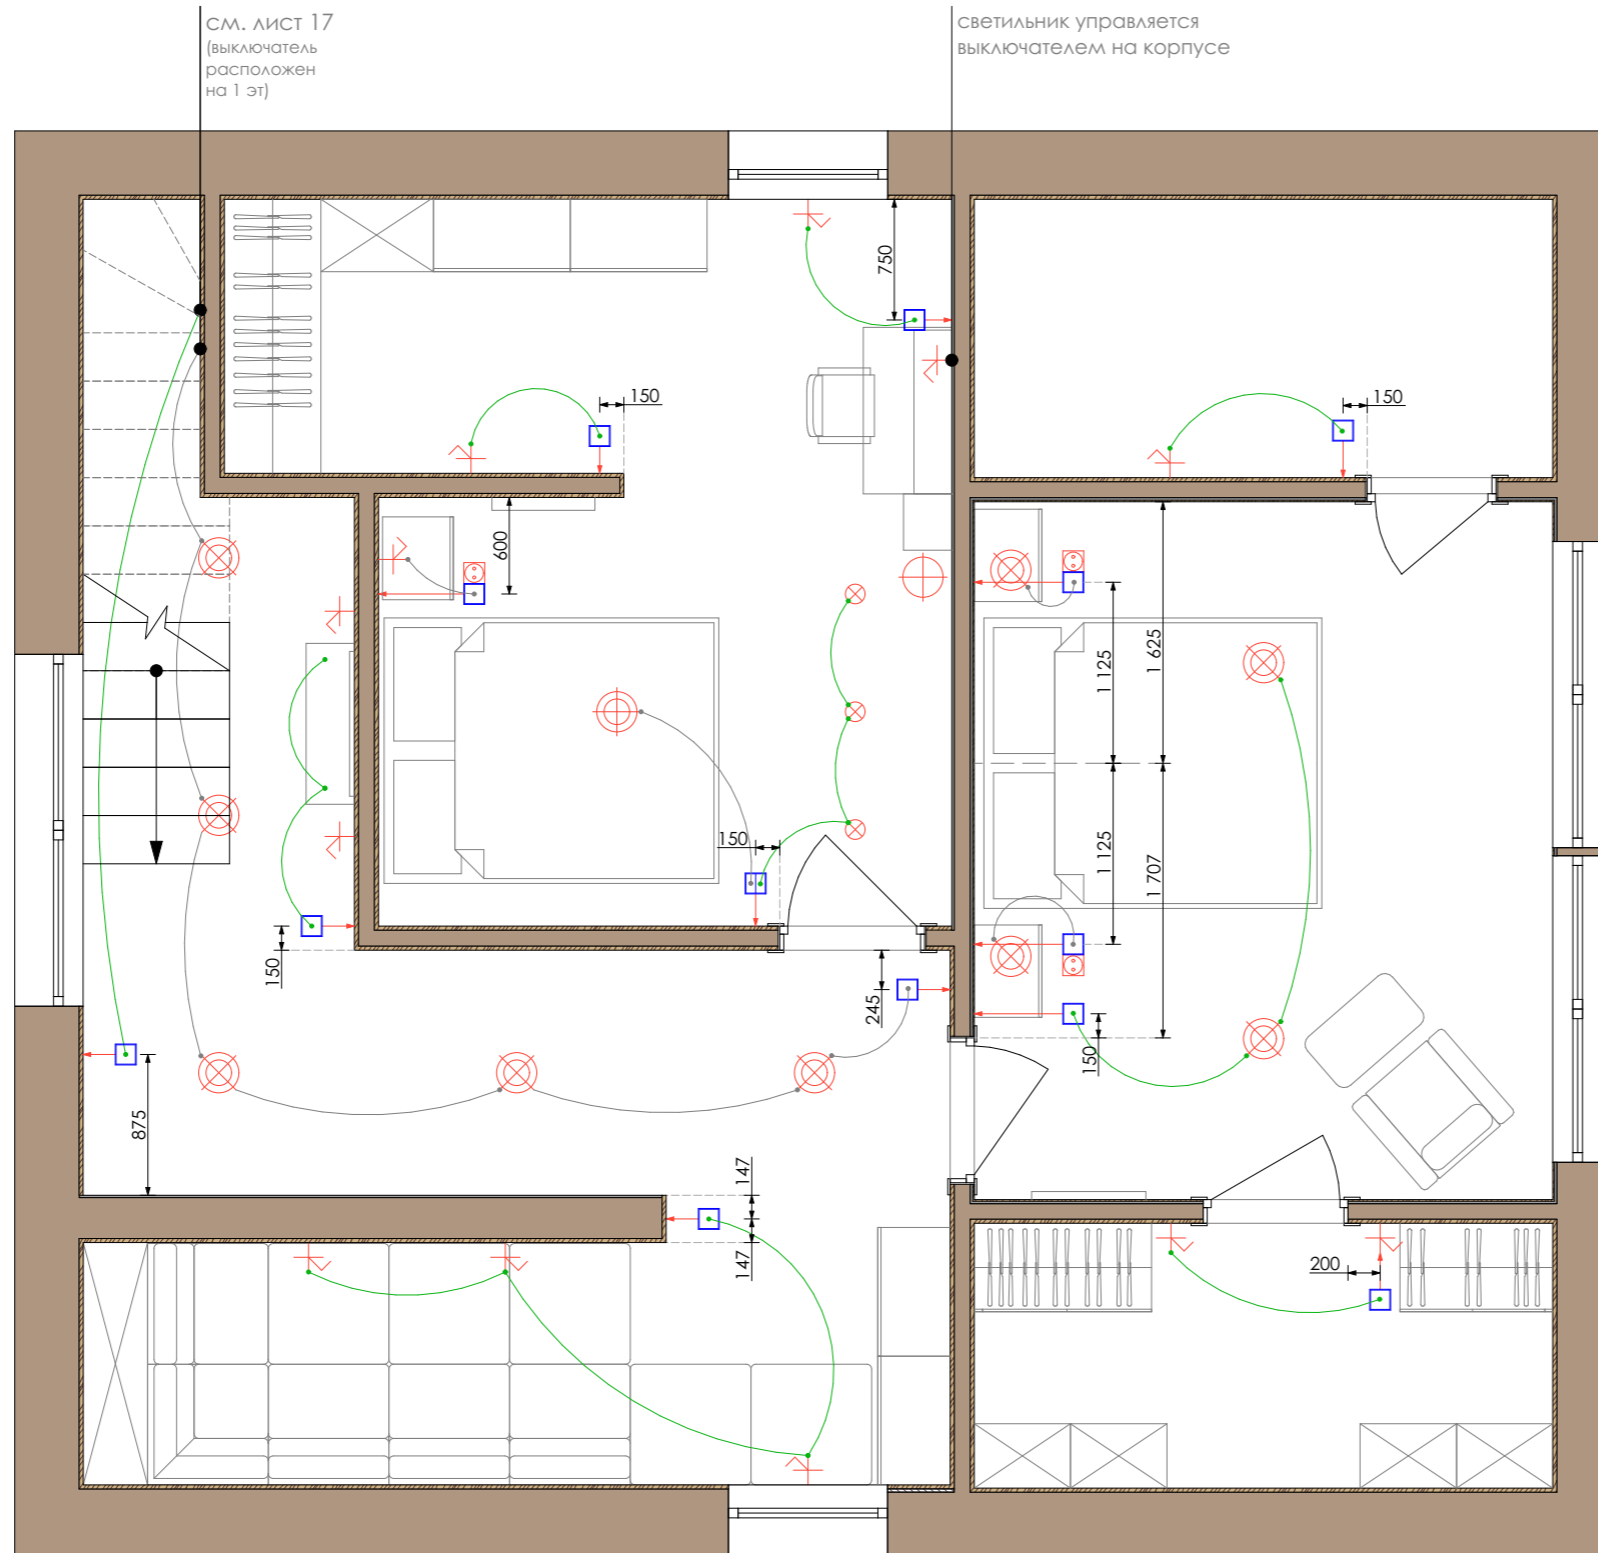 см. лист 17
(выключатель
расположен
на 1 эт)
светильник управляется
выключателем на корпусе
750
150
150
600
1 125
1 625
150
1 125
1 707
150
245
150
875
147
147
200